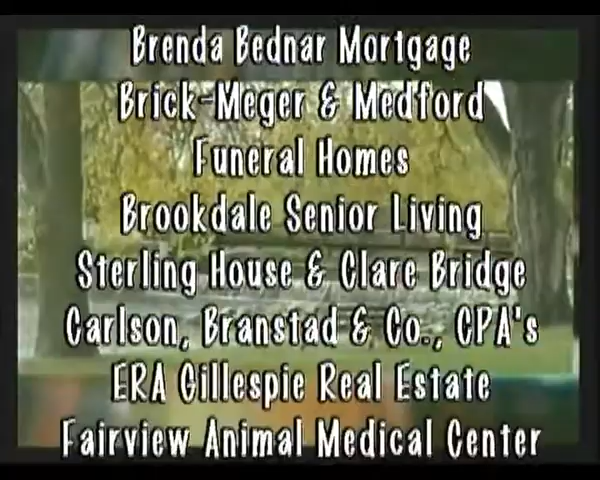 Brenda Bednar Mortgage
Brick-Meger & Medford
Funeral Homes
Brookdale Senior Living
Sterling House & Clare Bridge
Carlson, Branstad & Co., CPA's
ERA Gillespie Real Estate
Fairview Animal Medical Center